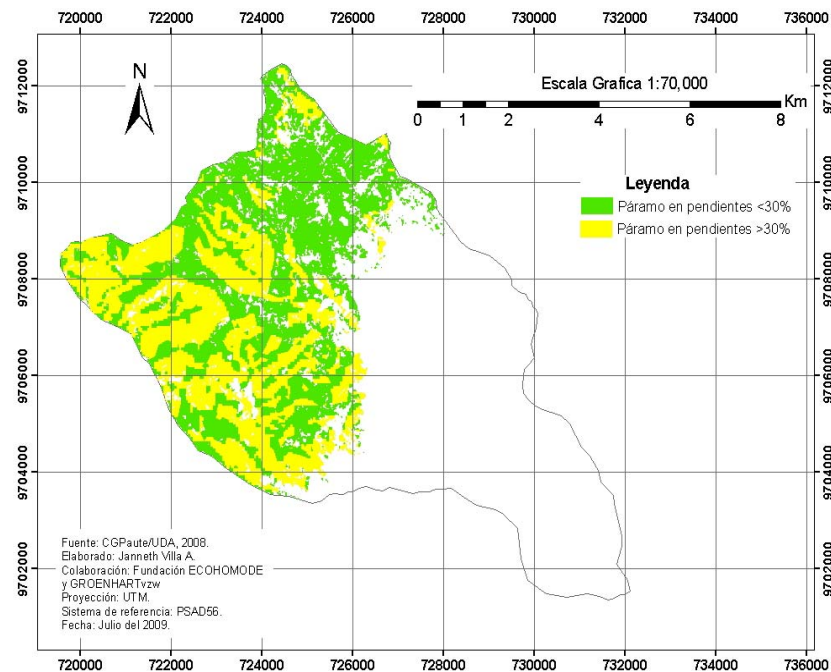 720000 722000 724000 726000 728000 730000 732000 734000 736000
9712000 9712000
N
Escala Grafica 1:70,000
Km
0 1 2 4 6 8
9710000 9710000
Leyenda
Páramo en pendientes <30%
Páramo en pendientes >30%
9708000 9708000
9706000 9706000
9704000 9704000
Fuente: CGPaute/UDA, 2008.
Elaborado: Janneth Villa A.
Colaboración: Fundación ECOHOMODE
y GROENHARTvzw
Proyección: UTM.
Sistema de referencia: PSAD56.
Fecha: Julio del 2009.
9702000 9702000
720000 722000 724000 726000 728000 730000 732000 734000 736000